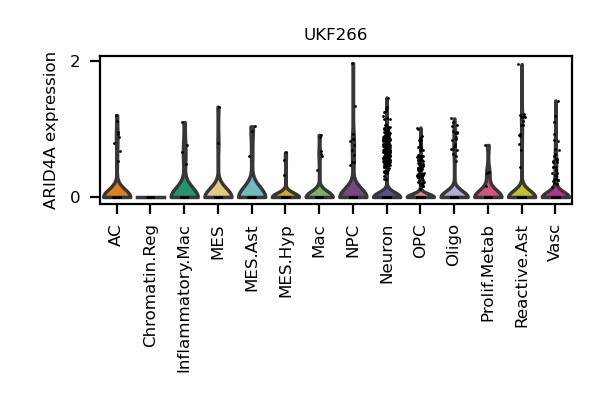 UKF266
ARID4A expression
2
0
AC
Chromatin.Reg
Inflammatory.Mac
MES
MES.Ast
MES.Hyp
Mac
NPC
Neuron
OPC
Oligo
Prolif.Metab
Reactive.Ast
Vasc